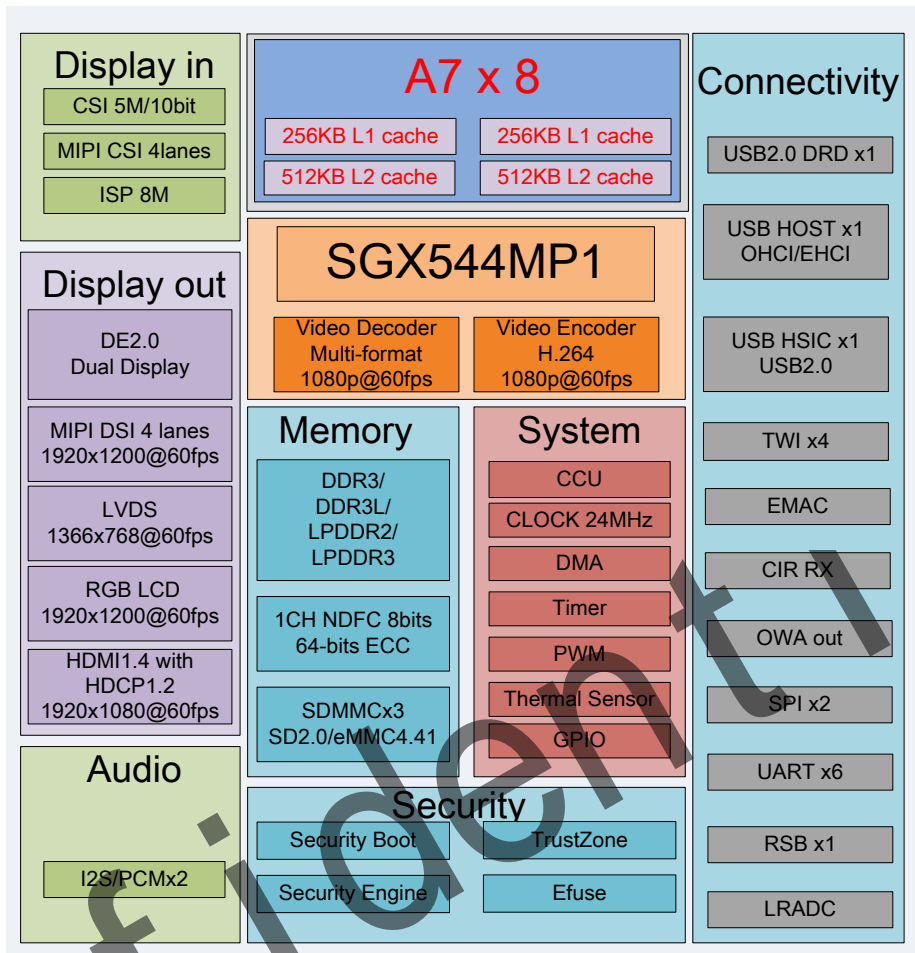 Display in
CSI 5M/10bit
MIPI CSI 4lanes
ISP 8M
Display out
DE2.0
Dual Display
MIPI DSI 4 lanes
1920x1200@60fps
LVDS
1366x768@60fps
RGB LCD
1920x1200@60fps
HDMI1.4 with
HDCP1.2
1920x1080@60fps
Audio
I2S/PCMx2
A7 x 8
256KB L1 cache
256KB L1 cache
512KB L2 cache
512KB L2 cache
SGX544MP1
Video Decoder
Multi-format
1080p@60fps
Video Encoder
H.264
1080p@60fps
Memory
DDR3/
DDR3L/
LPDDR2/
LPDDR3
1CH NDFC 8bits
64-bits ECC
SDMMCx3
SD2.0/eMMC4.41
System
CCU
CLOCK 24MHz
DMA
Timer
PWM
Thermal Sensor
GPIO
Security
Security Boot
TrustZone
Security Engine
Efuse
Connectivity
USB2.0 DRD x1
USB HOST x1
OHCI/EHCI
USB HSIC x1
USB2.0
TWI x4
EMAC
CIR RX
OWA out
SPI x2
UART x6
RSB x1
LRADC
fidenti